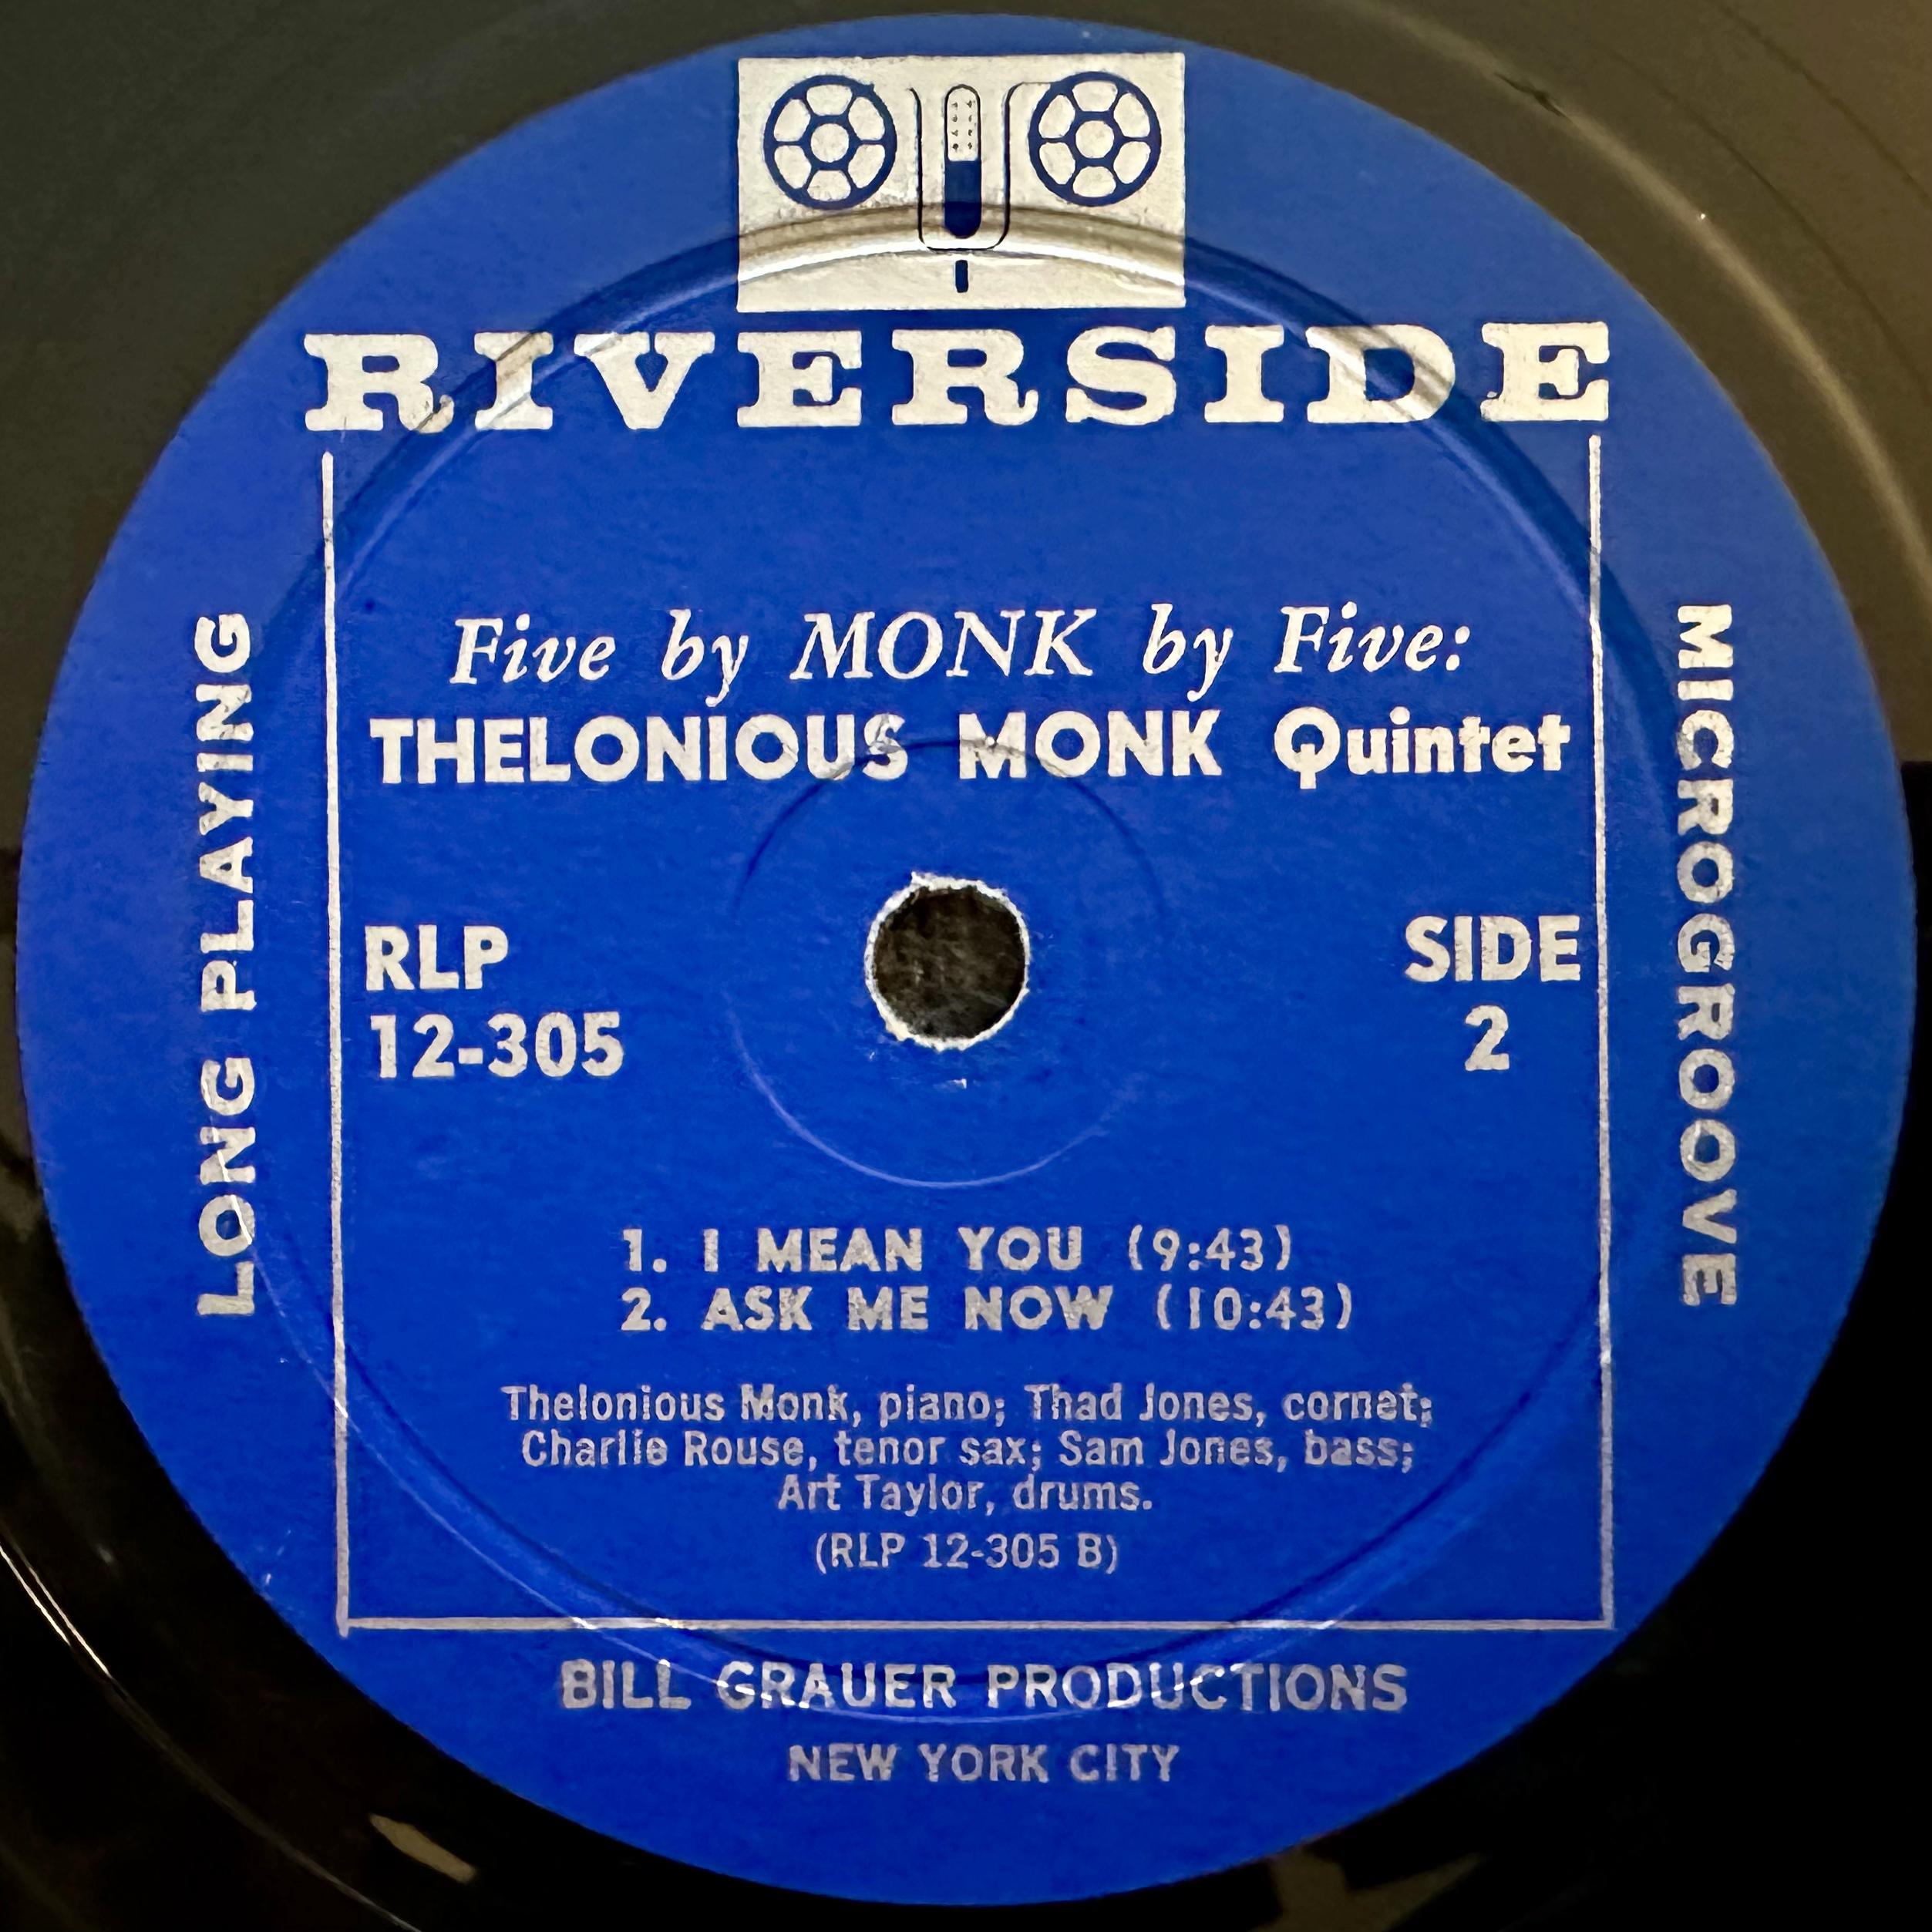 RIVERSIDE
LONG PLAYING
MICROGROOVE
Five by MONK by Five:
THELONIOUS MONK Quintet
RLP
12-305
SIDE
2
1. I MEAN YOU (9:43)
2. ASK ME NOW (10:43)
Thelonious Monk, piano; Thad Jones, cornet;
Charlie Rouse, tenor sax; Sam Jones, bass;
Art Taylor, drums.
(RLP 12-305 B)
BILL GRAUER PRODUCTIONS
NEW YORK CITY